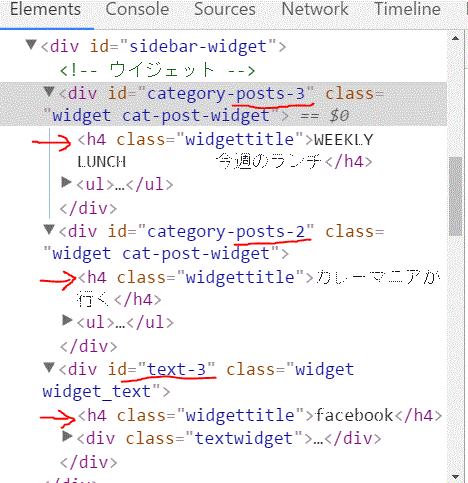 Elements Console Sources Network Timeline
▼<div id="sidebar-widget">
<!-- ウイジェット -->
▼<div id="category-posts-3" class=
"widget cat-post-widget"> == $0
<h4 class="widgettitle">WEEKLY
LUNCH 今週のランチ</h4>
▶<ul>…</ul>
</div>
▼<div id="category-posts-2" class=
"widget cat-post-widget">
<h4 class="widgettitle">カレーマニアが
行く</h4>
▶<ul>…</ul>
</div>
▼<div id="text-3" class="widget
widget_text">
<h4 class="widgettitle">facebook</h4>
▶<div class="textwidget">…</div>
</div>
</div>